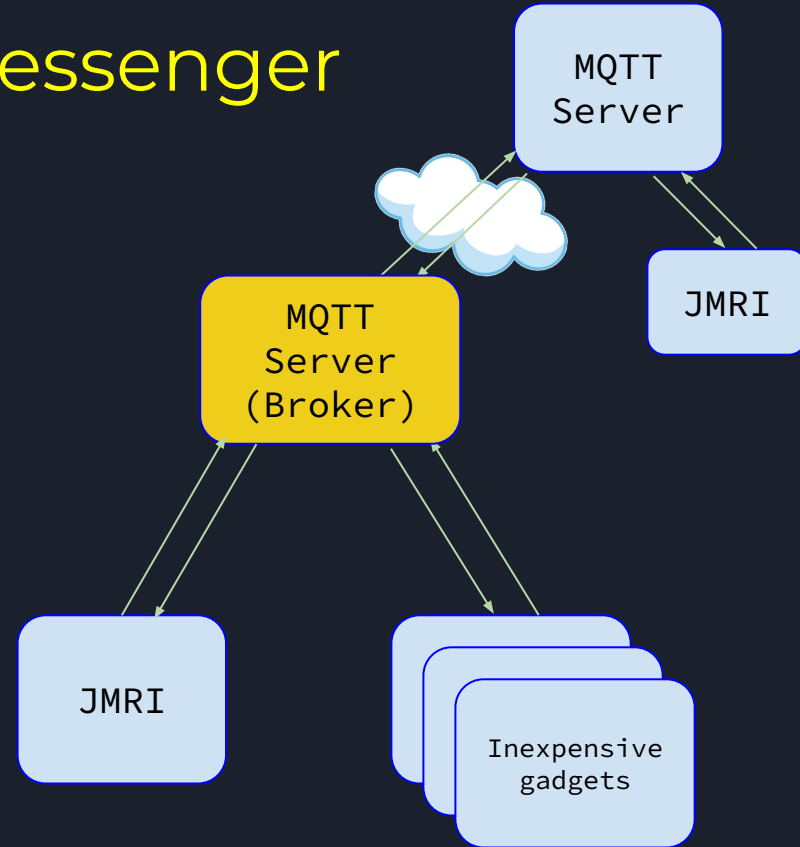 essenger
MQTT
Server
JMRI
MQTT
Server
(Broker)
JMRI
Inexpensive
gadgets